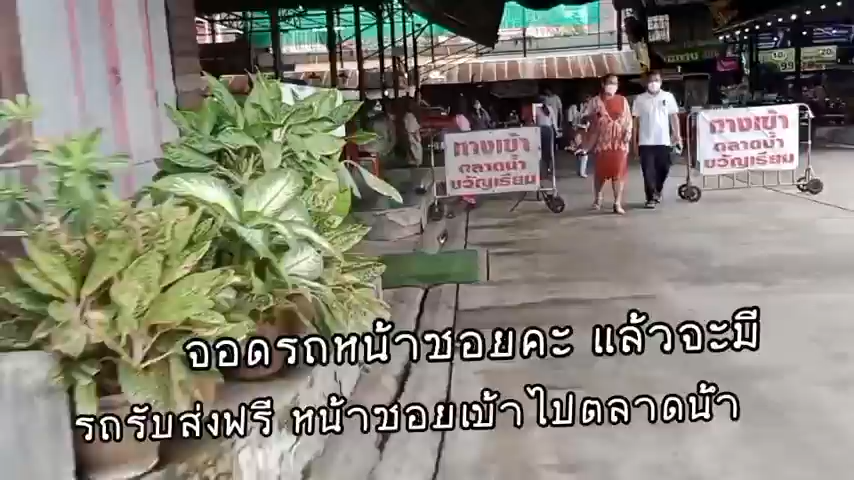 ทางเข้า
ตลาดน้ำ
ขวัญเรียม
ทางเข้า
ตลาดน้ำ
ขวัญเรียม
จอดรถหน้าซอยคะ แล้วจะมี
รถรับส่งฟรี หน้าซอยเข้าไปตลาดน้ำ